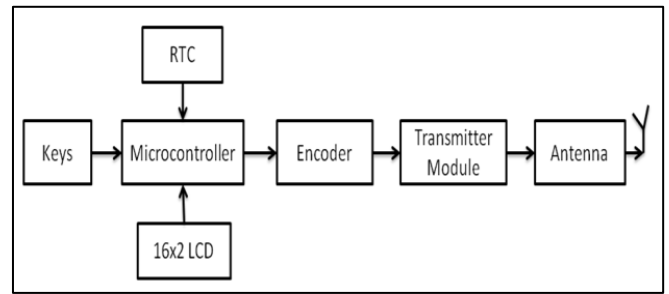 RTC
Keys
Microcontroller
Encoder
Transmitter
Module
Antenna
16x2 LCD